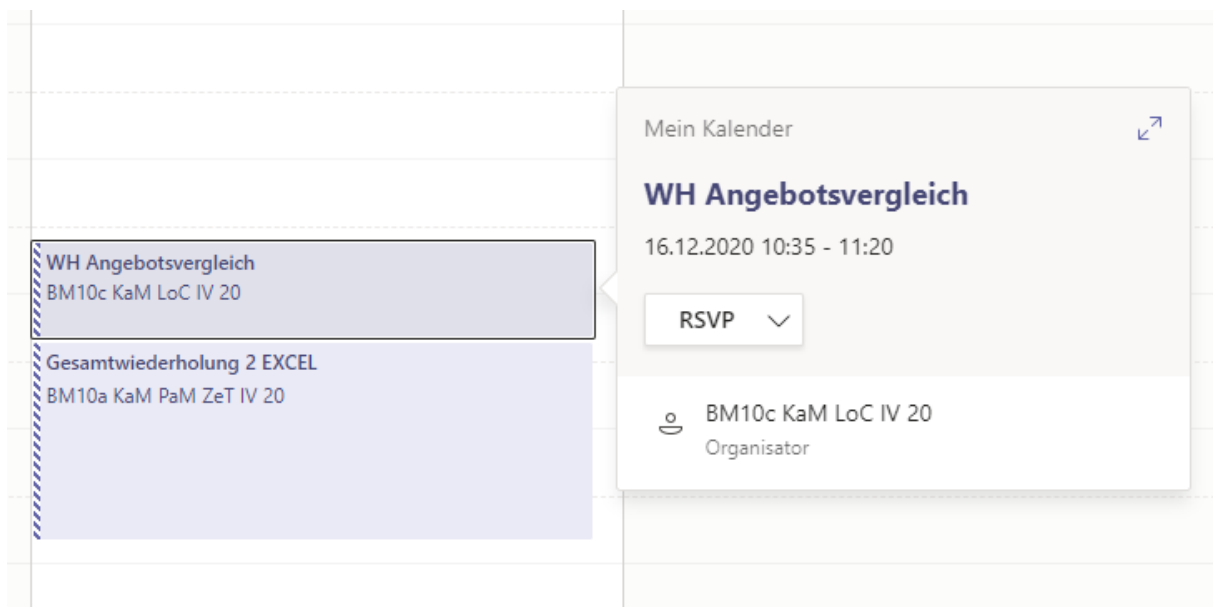 WH Angebotsvergleich
BM10c KaM LoC IV 20
Gesamtwiederholung 2 EXCEL
BM10a KaM PaM ZeT IV 20
Mein Kalender
WH Angebotsvergleich
16.12.2020 10:35 - 11:20
RSVP
BM10c KaM LoC IV 20
Organisator